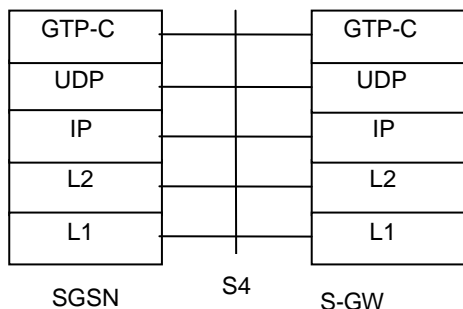 GTP-C GTP-C
UDP UDP
IP IP
L2 L2
L1 L1
SGSN S4 S-GW